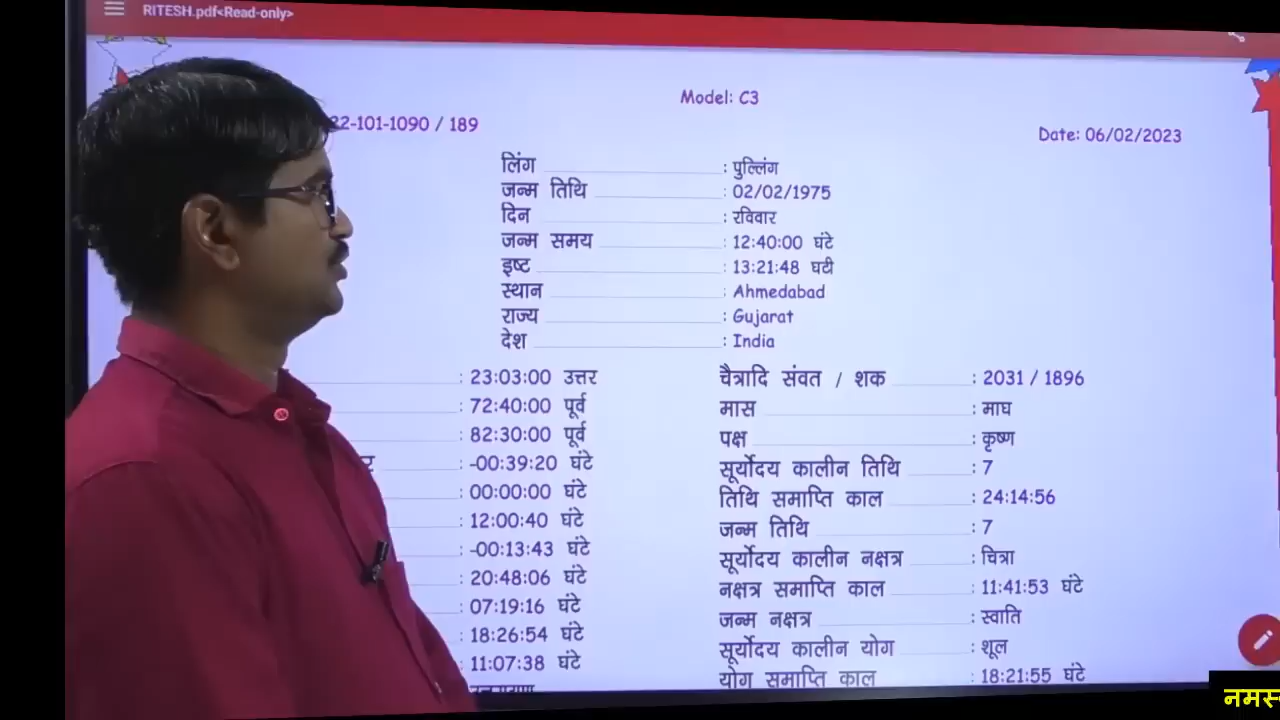 RITESH.pdf<Read-only>
Model: C3
22-101-1090 / 189
Date: 06/02/2023
लिंग : पुल्लिंग
जन्म तिथि : 02/02/1975
दिन : रविवार
जन्म समय : 12:40:00 घंटे
इष्ट : 13:21:48 घटी
स्थान : Ahmedabad
राज्य : Gujarat
देश : India
: 23:03:00 उत्तर
: 72:40:00 पूर्व
: 82:30:00 पूर्व
: -00:39:20 घंटे
: 00:00:00 घंटे
: 12:00:40 घंटे
: -00:13:43 घंटे
: 20:48:06 घंटे
: 07:19:16 घंटे
: 18:26:54 घंटे
: 11:07:38 घंटे
चैत्रादि संवत / शक : 2031 / 1896
मास : माघ
पक्ष : कृष्ण
सूर्योदय कालीन तिथि : 7
तिथि समाप्ति काल : 24:14:56
जन्म तिथि : 7
सूर्योदय कालीन नक्षत्र : चित्रा
नक्षत्र समाप्ति काल : 11:41:53 घंटे
जन्म नक्षत्र : स्वाति
सूर्योदय कालीन योग : शूल
योग समाप्ति काल : 18:21:55 घंटे